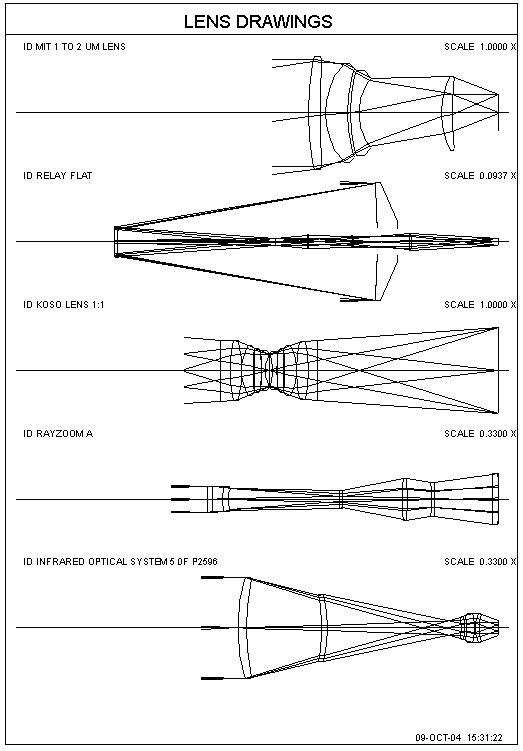 LENS DRAWINGS
ID MIT 1 TO 2 UM LENS SCALE 1.0000 X
ID RELAY FLAT SCALE 0.0937 X
ID KOSO LENS 1:1 SCALE 1.0000 X
ID RAYZOOM A SCALE 0.3300 X
ID INFRARED OPTICAL SYSTEM 5 OF P2596 SCALE 0.3300 X
09-OCT-04 15:31:22